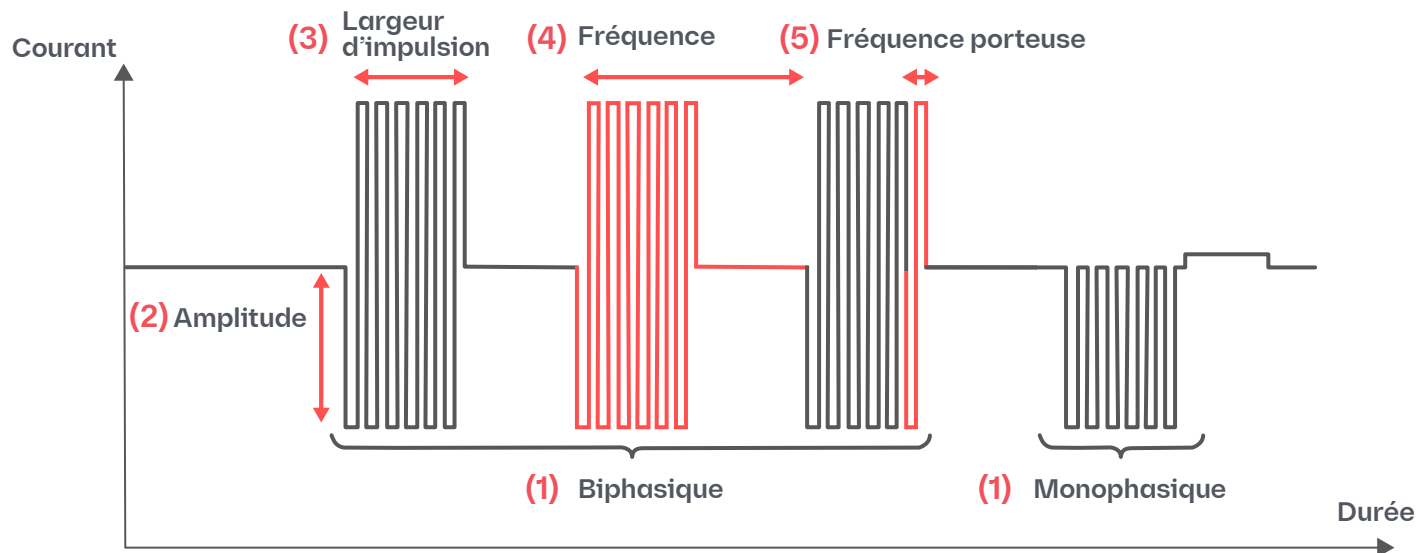 Courant
(3) Largeur
d’impulsion
(4) Fréquence
(5) Fréquence porteuse
(2) Amplitude
(1) Biphasique
(1) Monophasique
Durée